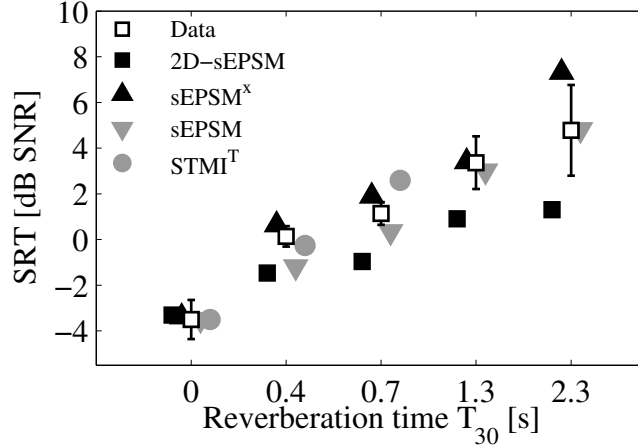 10
8
6
4
2
0
−2
−4
SRT [dB SNR]
Data
2D−sEPSM
sEPSM^x
sEPSM
STMI^T
0 0.4 0.7 1.3 2.3
Reverberation time T_30 [s]